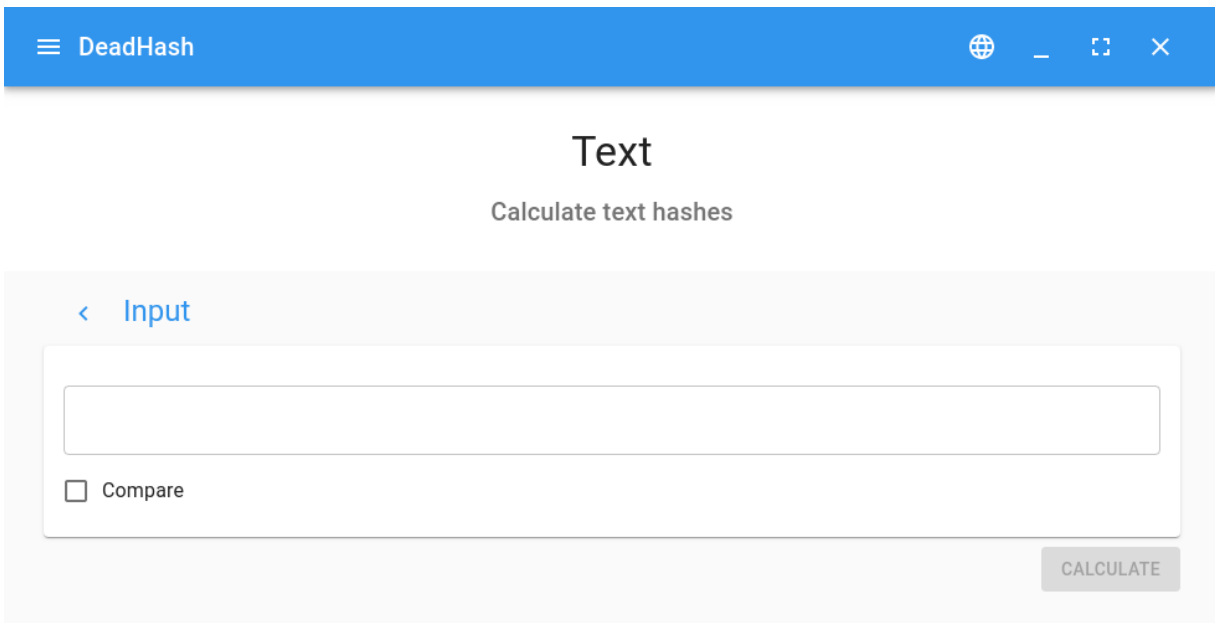 DeadHash
Text
Calculate text hashes
Input
Compare
CALCULATE